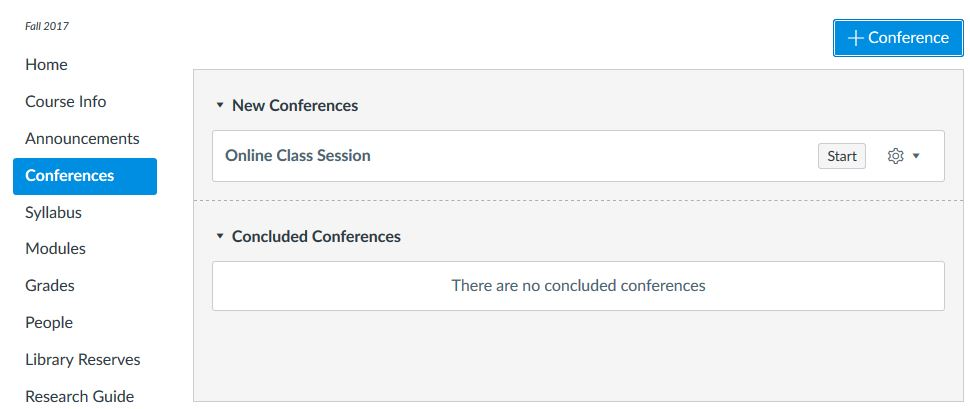 Fall 2017
Home
Course Info
Announcements
Conferences
Syllabus
Modules
Grades
People
Library Reserves
Research Guide
+ Conference
New Conferences
Online Class Session
Start
Concluded Conferences
There are no concluded conferences